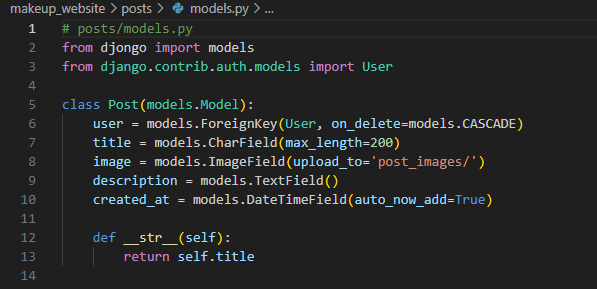 makeup_website > posts > models.py > ...
1 # posts/models.py
2 from djongo import models
3 from django.contrib.auth.models import User
4
5 class Post(models.Model):
6     user = models.ForeignKey(User, on_delete=models.CASCADE)
7     title = models.CharField(max_length=200)
8     image = models.ImageField(upload_to='post_images/')
9     description = models.TextField()
10     created_at = models.DateTimeField(auto_now_add=True)
11
12     def __str__(self):
13         return self.title
14